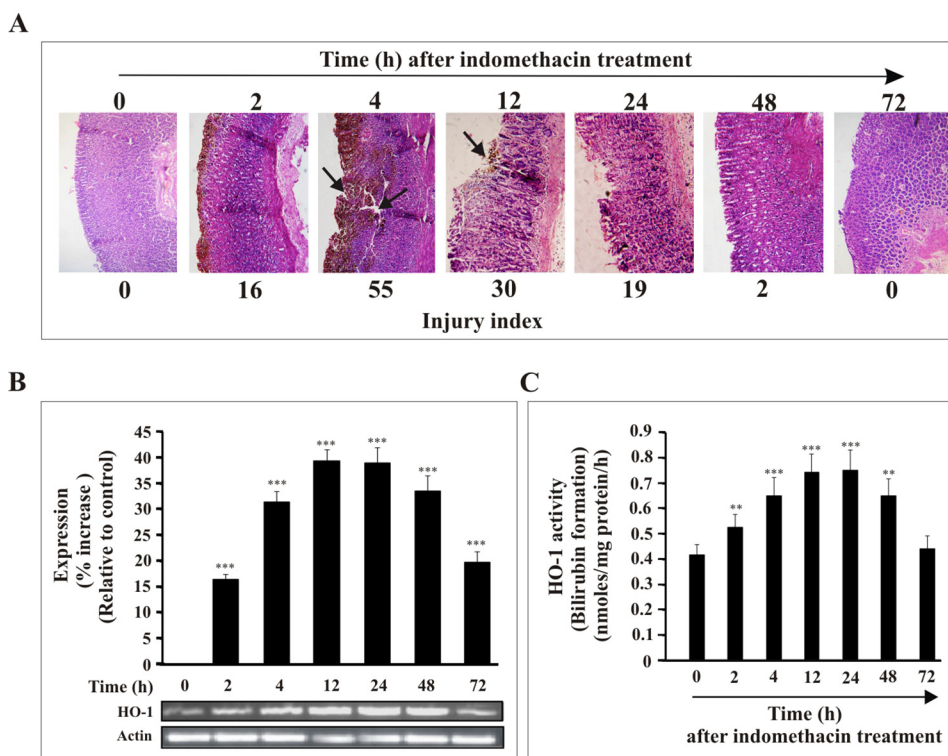 A
Time (h) after indomethacin treatment
0 2 4 12 24 48 72
0 16 55 30 19 2 0
Injury index
B
Expression
(% increase )
(Relative to control)
45
40
35
30
25
20
15
10
5
0
*** *** *** *** *** ***
Time (h) 0 2 4 12 24 48 72
HO-1
Actin
C
HO-1 activity
(Bilirubin formation)
(nmoles/mg protein/h)
0.9
0.8
0.7
0.6
0.5
0.4
0.3
0.2
0.1
0
** *** *** *** **
0 2 4 12 24 48 72
Time (h)
after indomethacin treatment